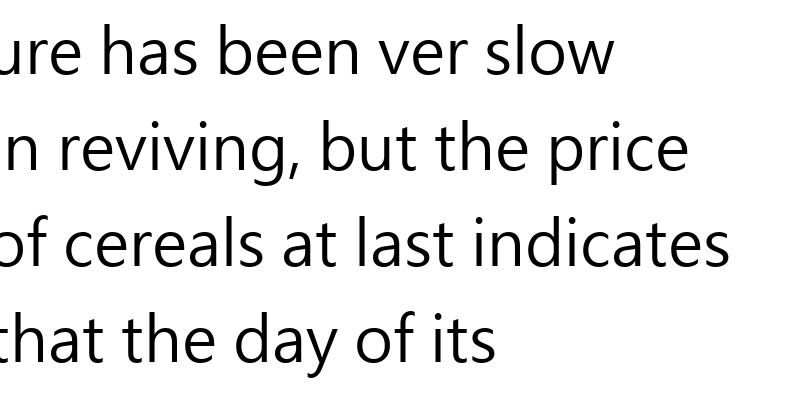 ure has been ver slow
n reviving, but the price
of cereals at last indicates
that the day of its